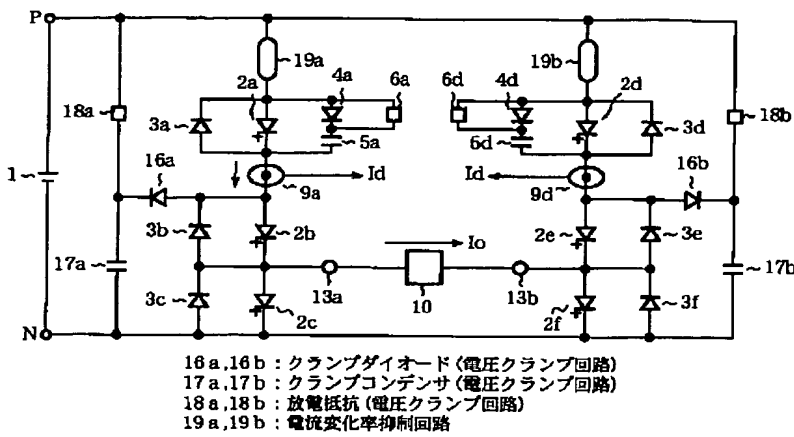 P
19a
19b
2a
4a
6a
6d
4d
2d
18a
3a
5a
6d
3d
18b
1
16a
Id
Id
16b
9a
9d
3b
2b
2e
3e
17a
Io
17b
3c
13a
10
13b
3f
N
2c
2f
16a,16b : クランプダイオード(電圧クランプ回路)
17a,17b : クランプコンデンサ(電圧クランプ回路)
18a,18b : 放電抵抗(電圧クランプ回路)
19a,19b : 電流変化率抑制回路